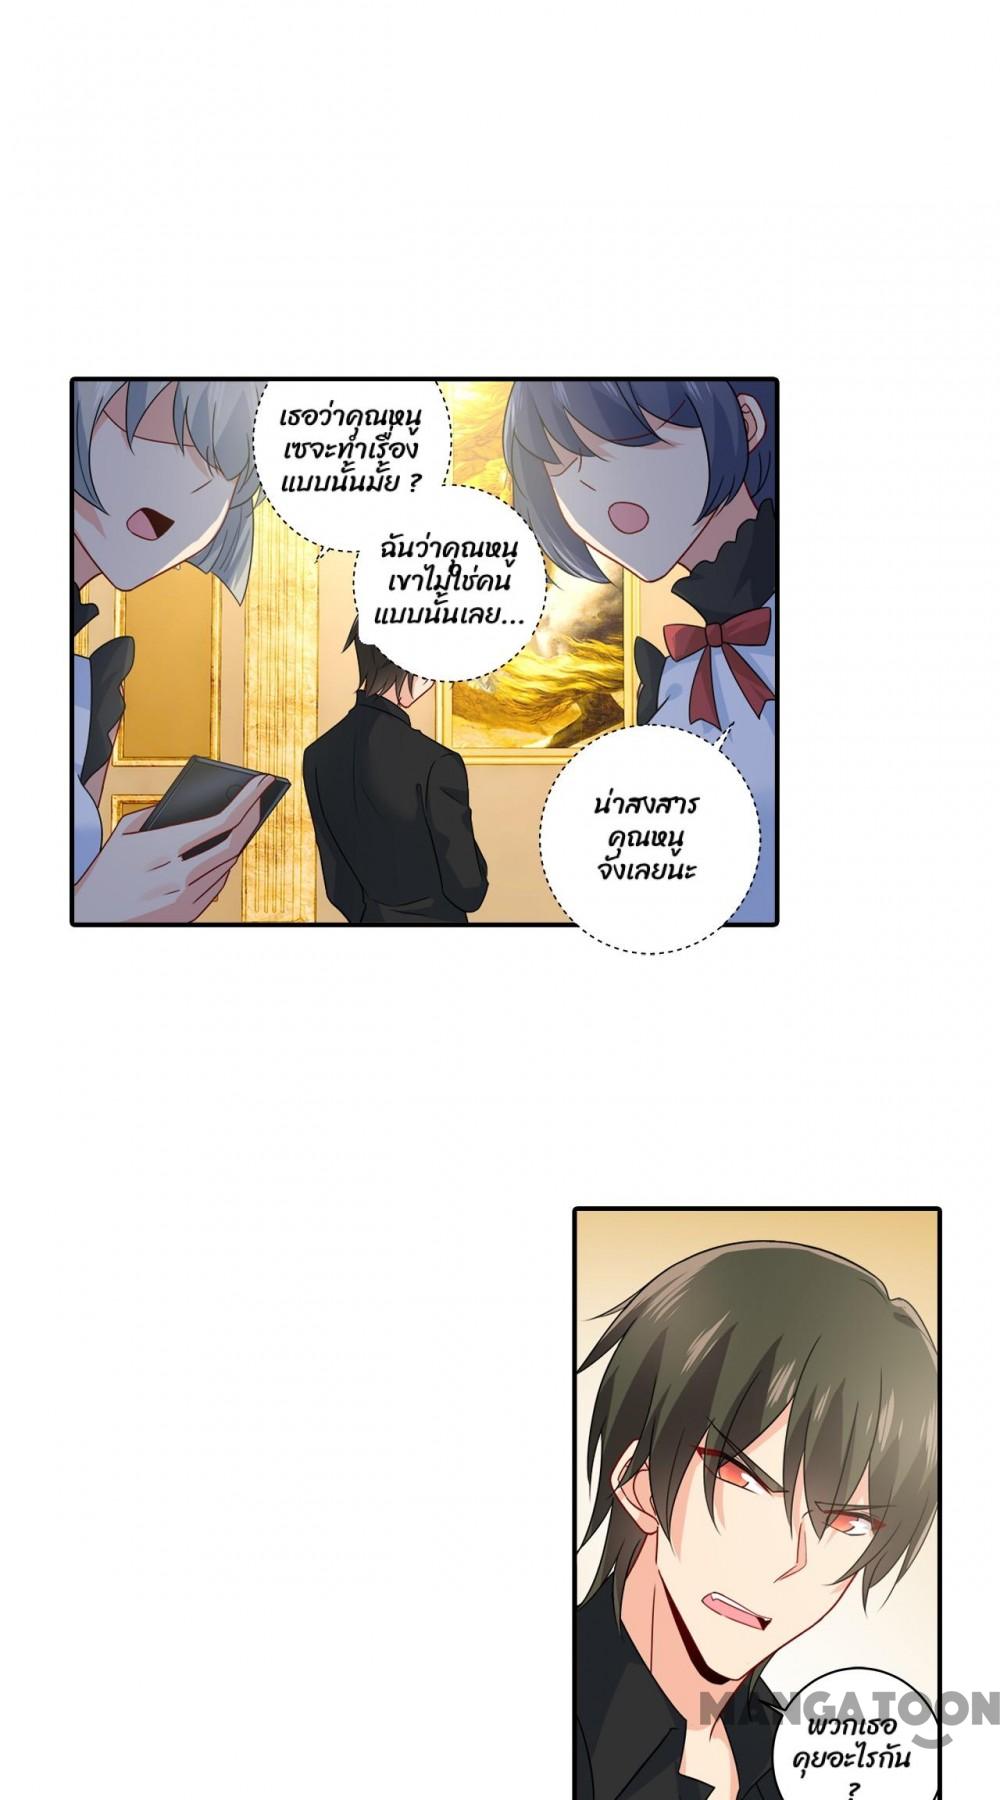 เธอว่าคุณหนู
เซจะทำเรื่อง
แบบนั้นมั้ย ?
ฉันว่าคุณหนู
เขาไม่ใช่คน
แบบนั้นเลย...
น่าสงสาร
คุณหนู
จังเลยนะ
MANGATOON
พวกเธอ
คุยอะไรกัน
?